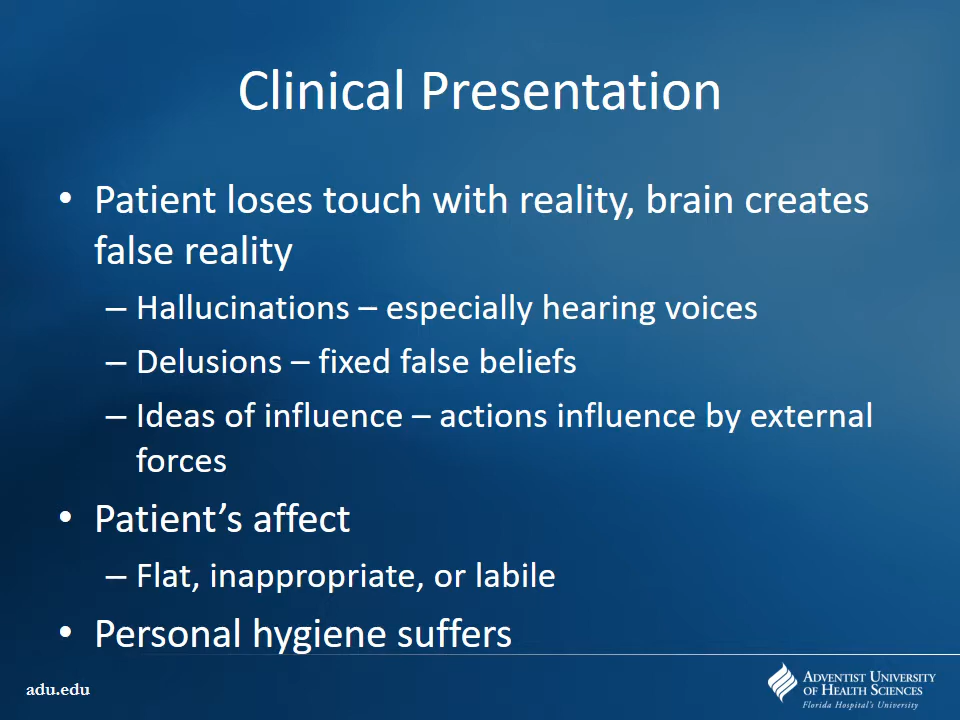 Clinical Presentation
• Patient loses touch with reality, brain creates
false reality
– Hallucinations – especially hearing voices
– Delusions – fixed false beliefs
– Ideas of influence – actions influence by external
forces
• Patient’s affect
– Flat, inappropriate, or labile
• Personal hygiene suffers
adu.edu
ADVENTIST UNIVERSITY
OF HEALTH SCIENCES
Florida Hospital's University